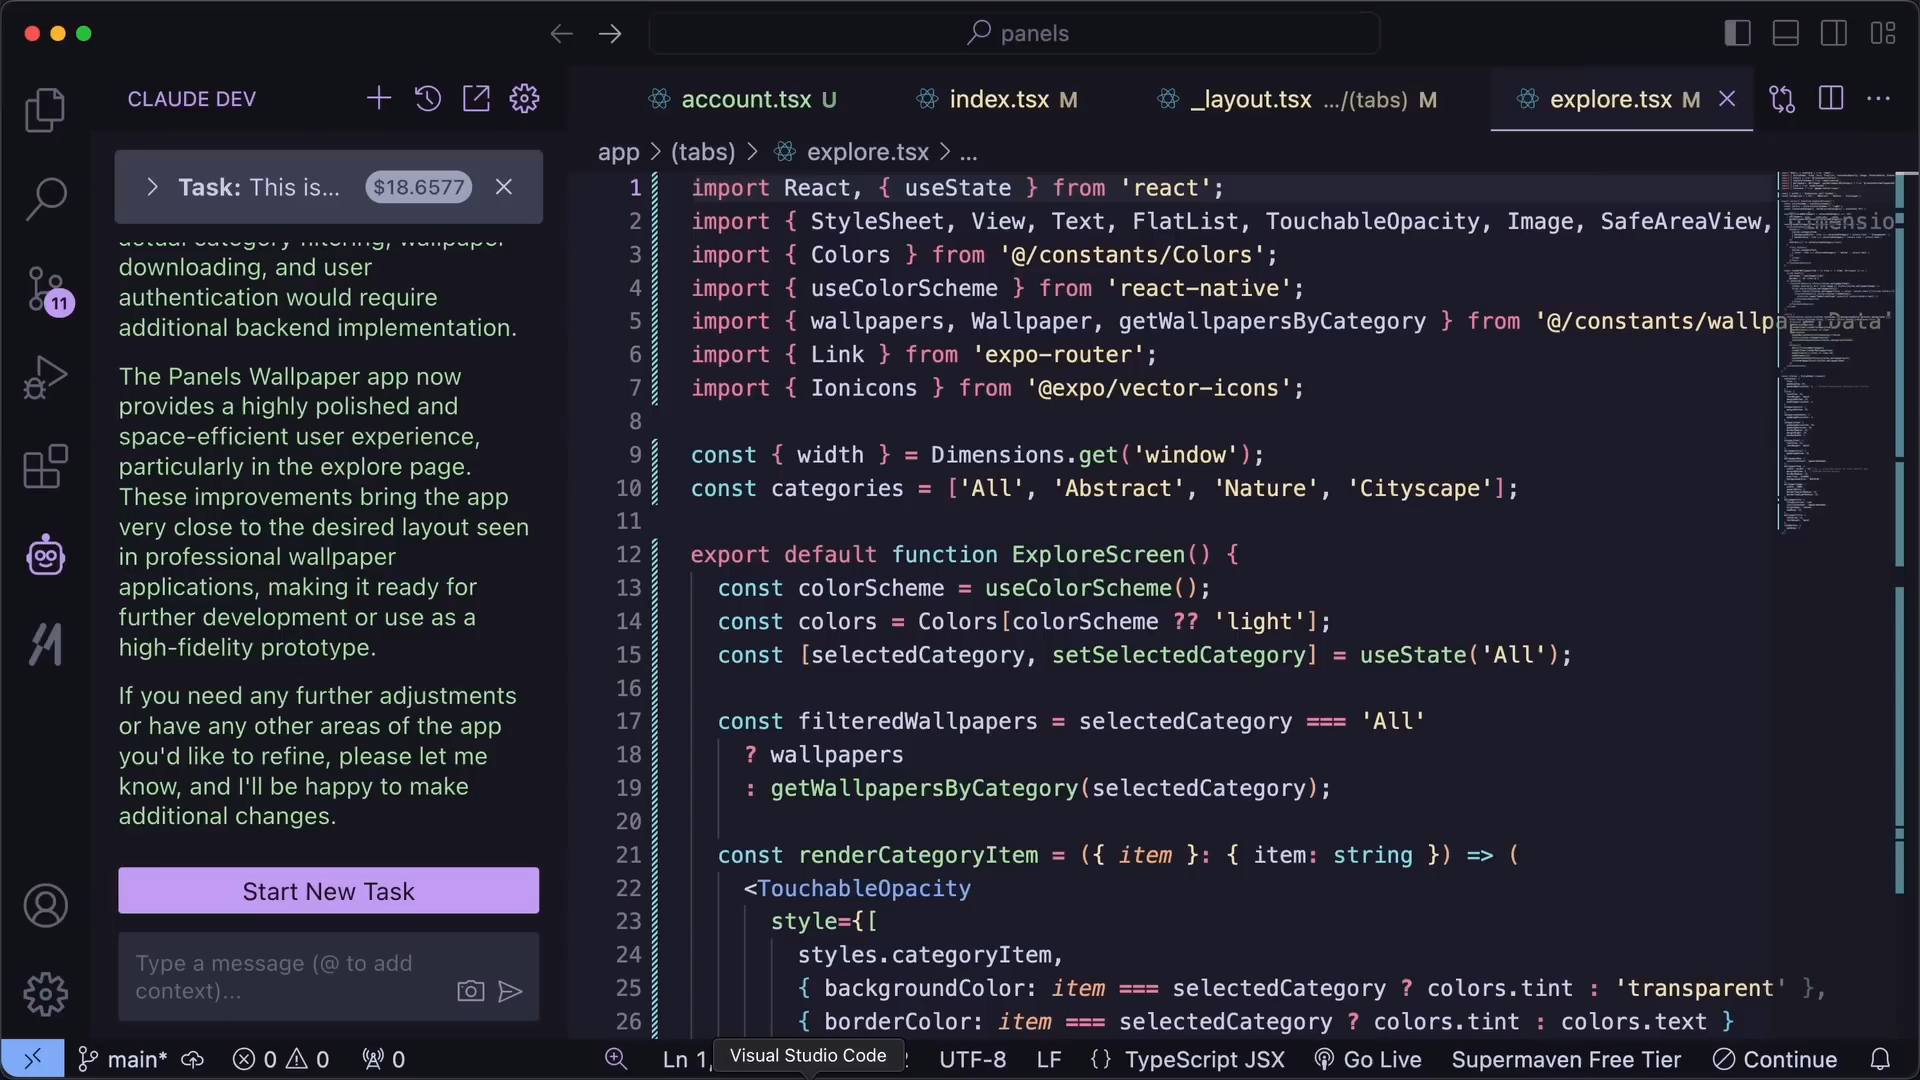 panels
CLAUDE DEV
account.tsx U
index.tsx M
_layout.tsx .../(tabs) M
explore.tsx M
app > (tabs) > explore.tsx > ...
Task: This is... $18.6577
actual category filtering, wallpaper
downloading, and user
authentication would require
additional backend implementation.
The Panels Wallpaper app now
provides a highly polished and
space-efficient user experience,
particularly in the explore page.
These improvements bring the app
very close to the desired layout seen
in professional wallpaper
applications, making it ready for
further development or use as a
high-fidelity prototype.
If you need any further adjustments
or have any other areas of the app
you'd like to refine, please let me
know, and I'll be happy to make
additional changes.
Start New Task
Type a message (@ to add
context)...
11
1 import React, { useState } from 'react';
2 import { StyleSheet, View, Text, FlatList, TouchableOpacity, Image, SafeAreaView, Dimensio
3 import { Colors } from '@/constants/Colors';
4 import { useColorScheme } from 'react-native';
5 import { wallpapers, Wallpaper, getWallpapersByCategory } from '@/constants/wallpaperData'
6 import { Link } from 'expo-router';
7 import { Ionicons } from '@expo/vector-icons';
8
9 const { width } = Dimensions.get('window');
10 const categories = ['All', 'Abstract', 'Nature', 'Cityscape'];
11
12 export default function ExploreScreen() {
13 const colorScheme = useColorScheme();
14 const colors = Colors[colorScheme ?? 'light'];
15 const [selectedCategory, setSelectedCategory] = useState('All');
16
17 const filteredWallpapers = selectedCategory === 'All'
18 ? wallpapers
19 : getWallpapersByCategory(selectedCategory);
20
21 const renderCategoryItem = ({ item }: { item: string }) => (
22 <TouchableOpacity
23 style={[
24 styles.categoryItem,
25 { backgroundColor: item === selectedCategory ? colors.tint : 'transparent' },
26 { borderColor: item === selectedCategory ? colors.tint : colors.text }
main* 0 0 0
Ln 1,
Visual Studio Code
UTF-8
LF
{} TypeScript JSX
Go Live
Supermaven Free Tier
Continue